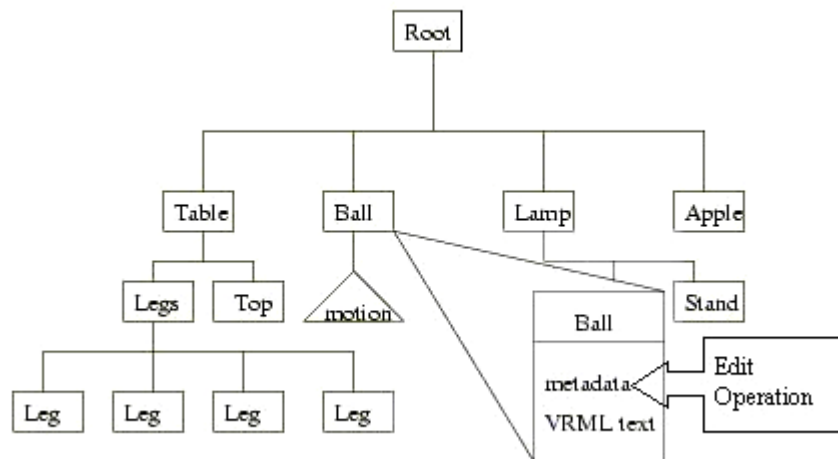 Root
Table
Ball
Lamp
Apple
Legs
Top
motion
Stand
Ball
metadata
VRML text
Edit
Operation
Leg
Leg
Leg
Leg